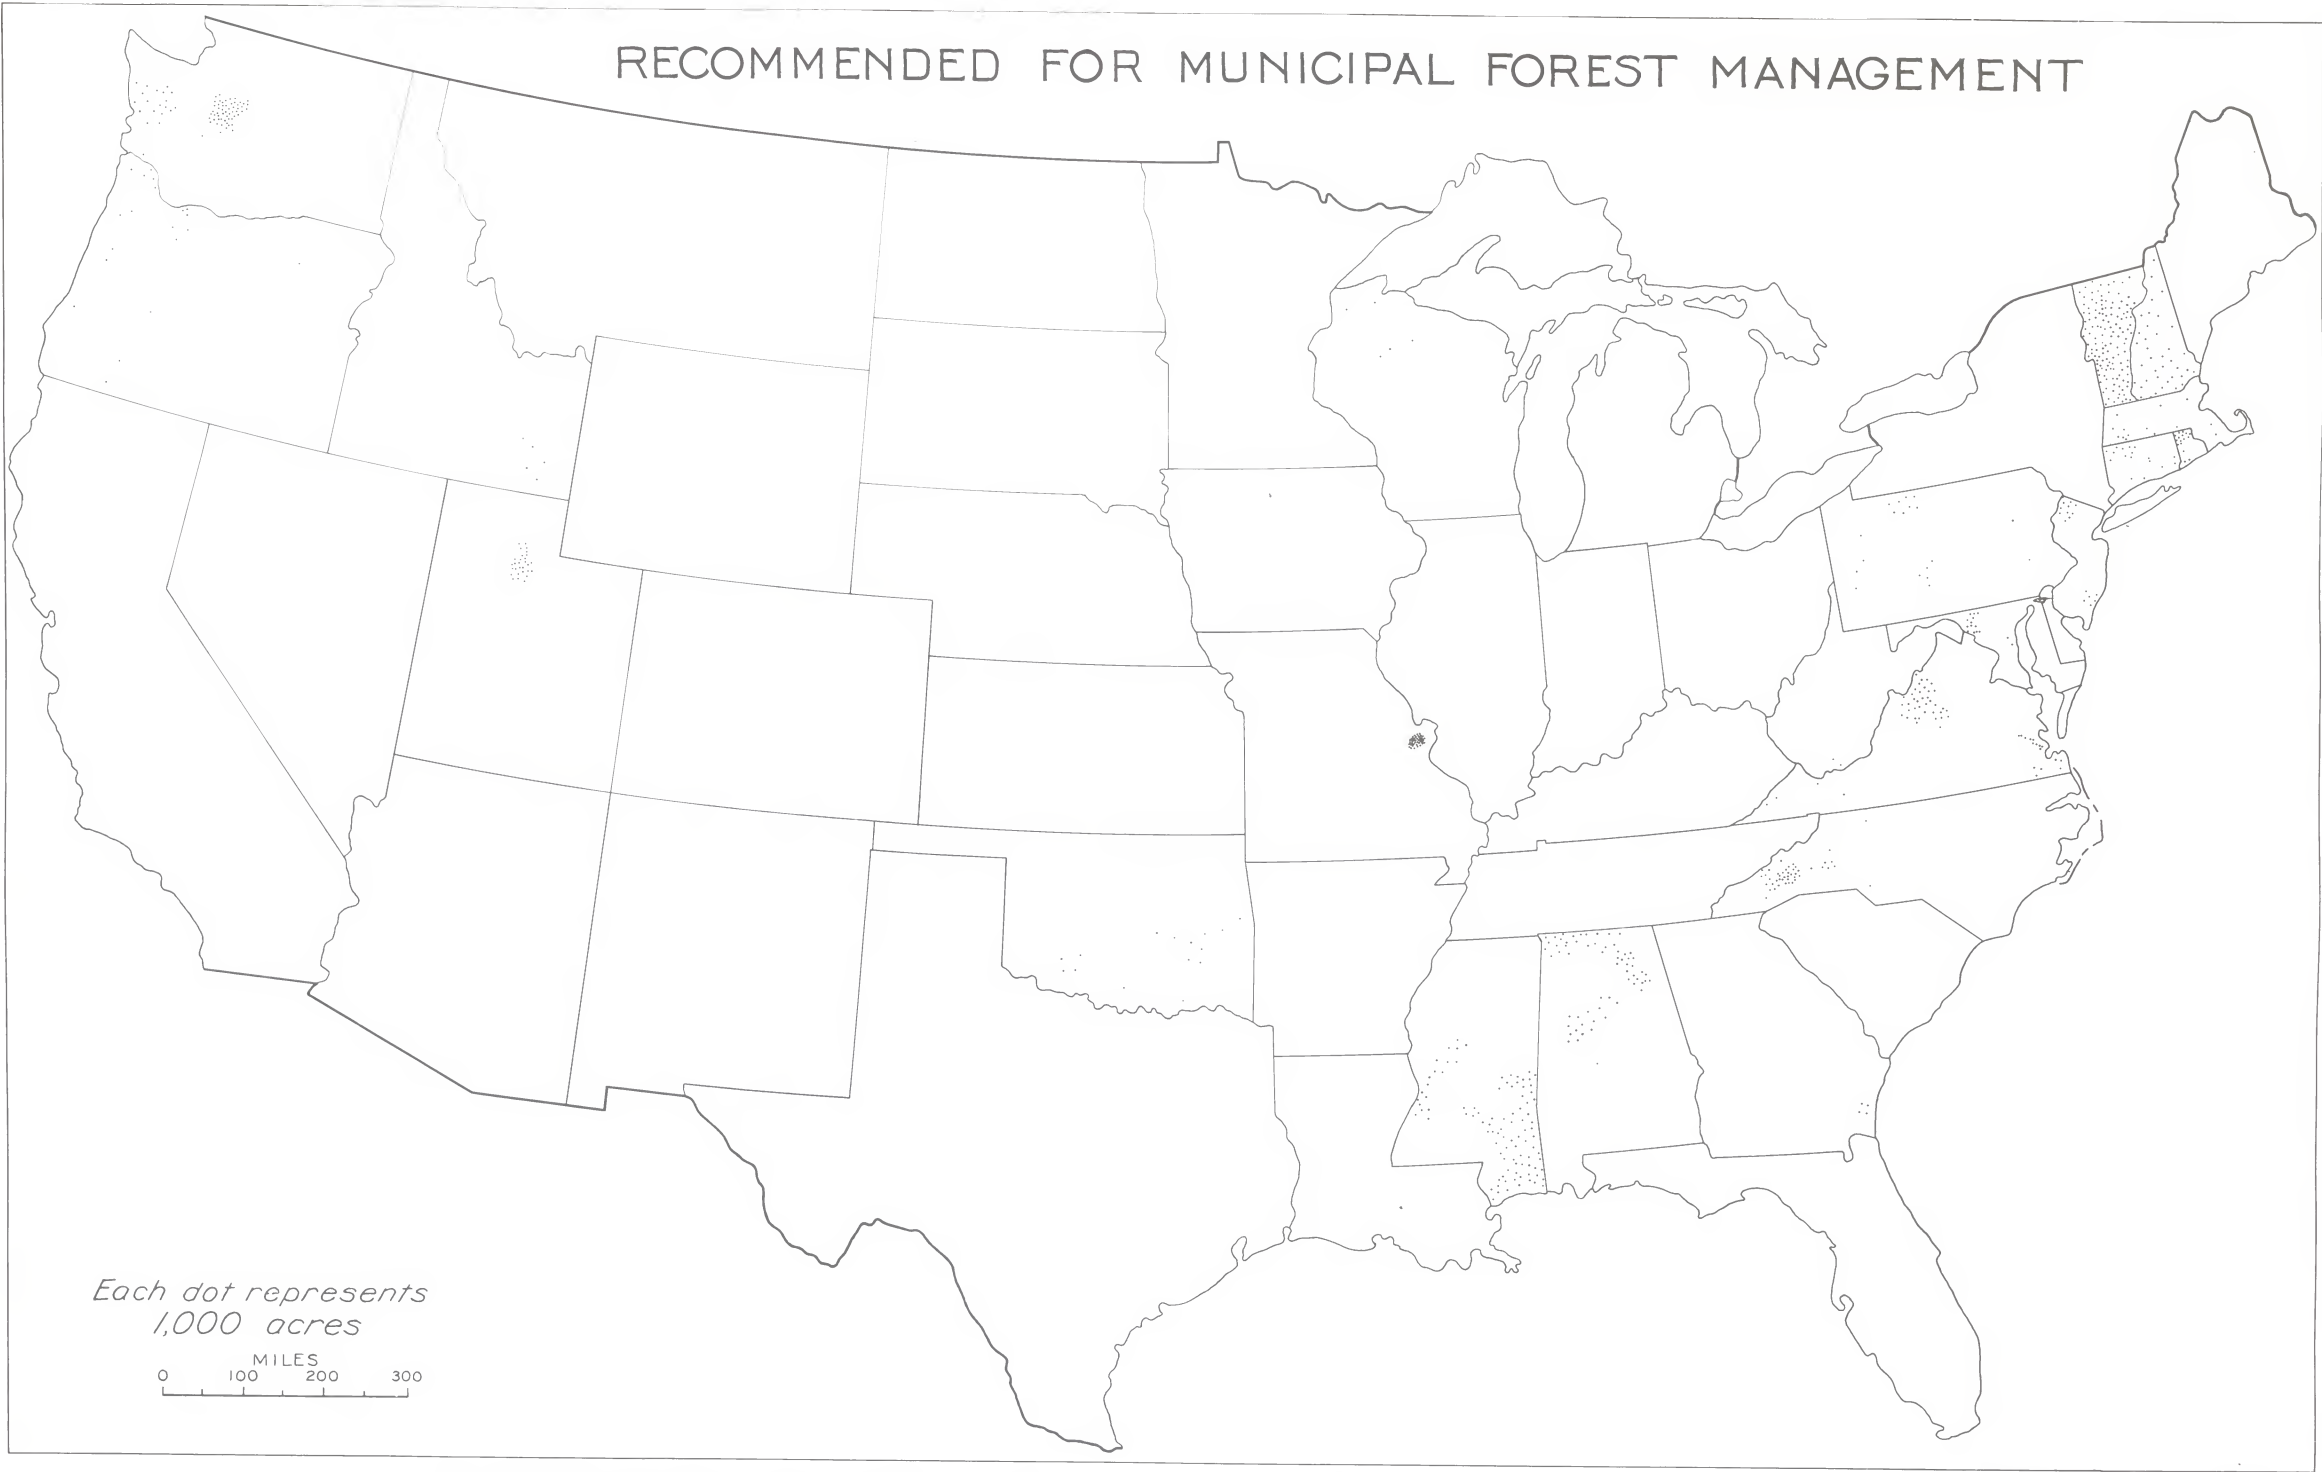 RECOMMENDED FOR MUNICIPAL FOREST MANAGEMENT
Each dot represents
1,000 acres
MILES
0 100 200 300